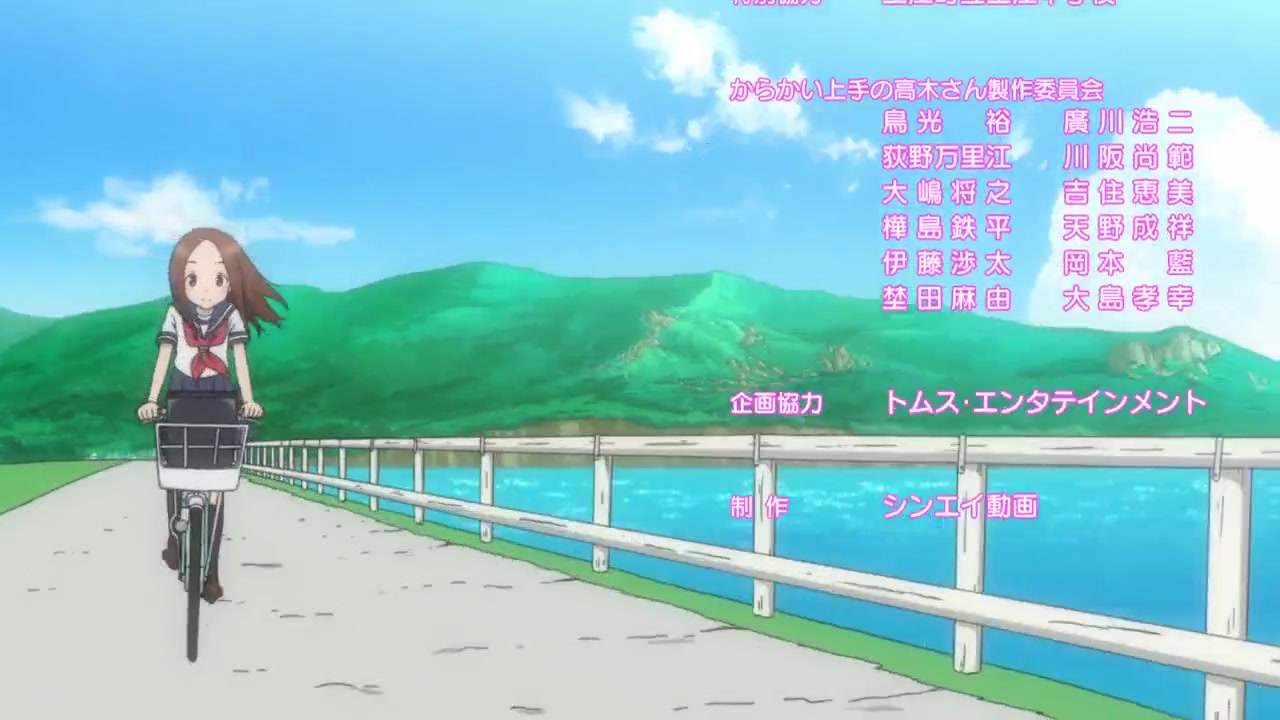 からかい上手の高木さん製作委員会
鳥光 裕 廣川浩二
荻野万里江 川阪尚範
大嶋将之 吉住恵美
樺島鉄平 天野成祥
伊藤渉太 岡本 藍
埜田麻由 大島孝幸
企画協力 トムス・エンタテインメント
制作 シンエイ動画